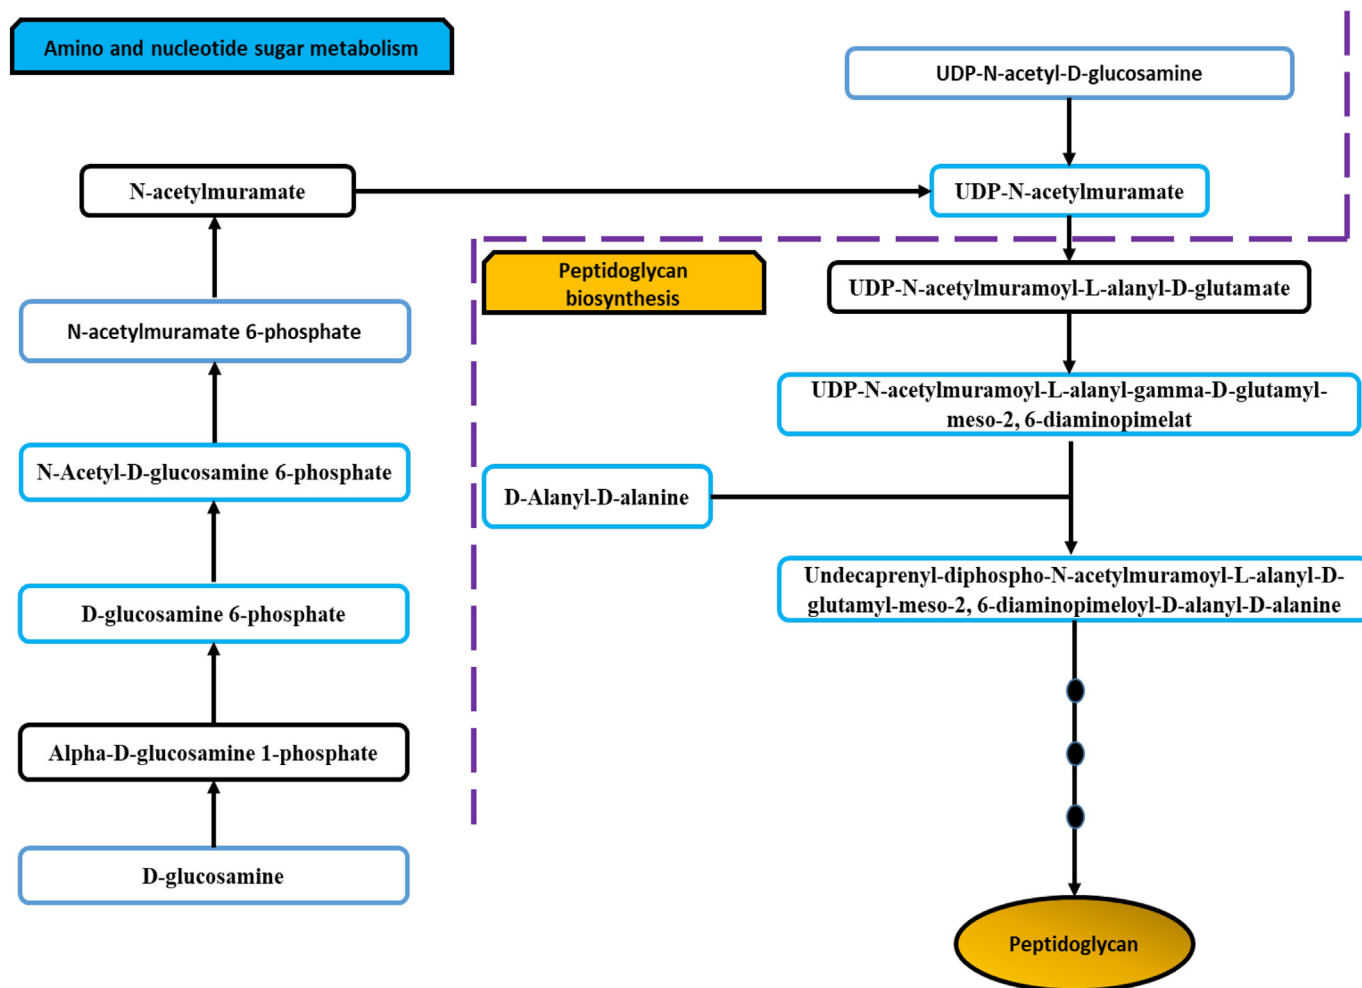 Amino and nucleotide sugar metabolism
UDP-N-acetyl-D-glucosamine
N-acetylmuramate
UDP-N-acetylmuramate
Peptidoglycan
biosynthesis
UDP-N-acetylmuramoyl-L-alanyl-D-glutamate
N-acetylmuramate 6-phosphate
UDP-N-acetylmuramoyl-L-alanyl-gamma-D-glutamyl-
meso-2, 6-diaminopimelat
N-Acetyl-D-glucosamine 6-phosphate
D-Alanyl-D-alanine
Undecaprenyl-diphospho-N-acetylmuramoyl-L-alanyl-D-
glutamyl-meso-2, 6-diaminopimeloyl-D-alanyl-D-alanine
D-glucosamine 6-phosphate
Alpha-D-glucosamine 1-phosphate
D-glucosamine
Peptidoglycan